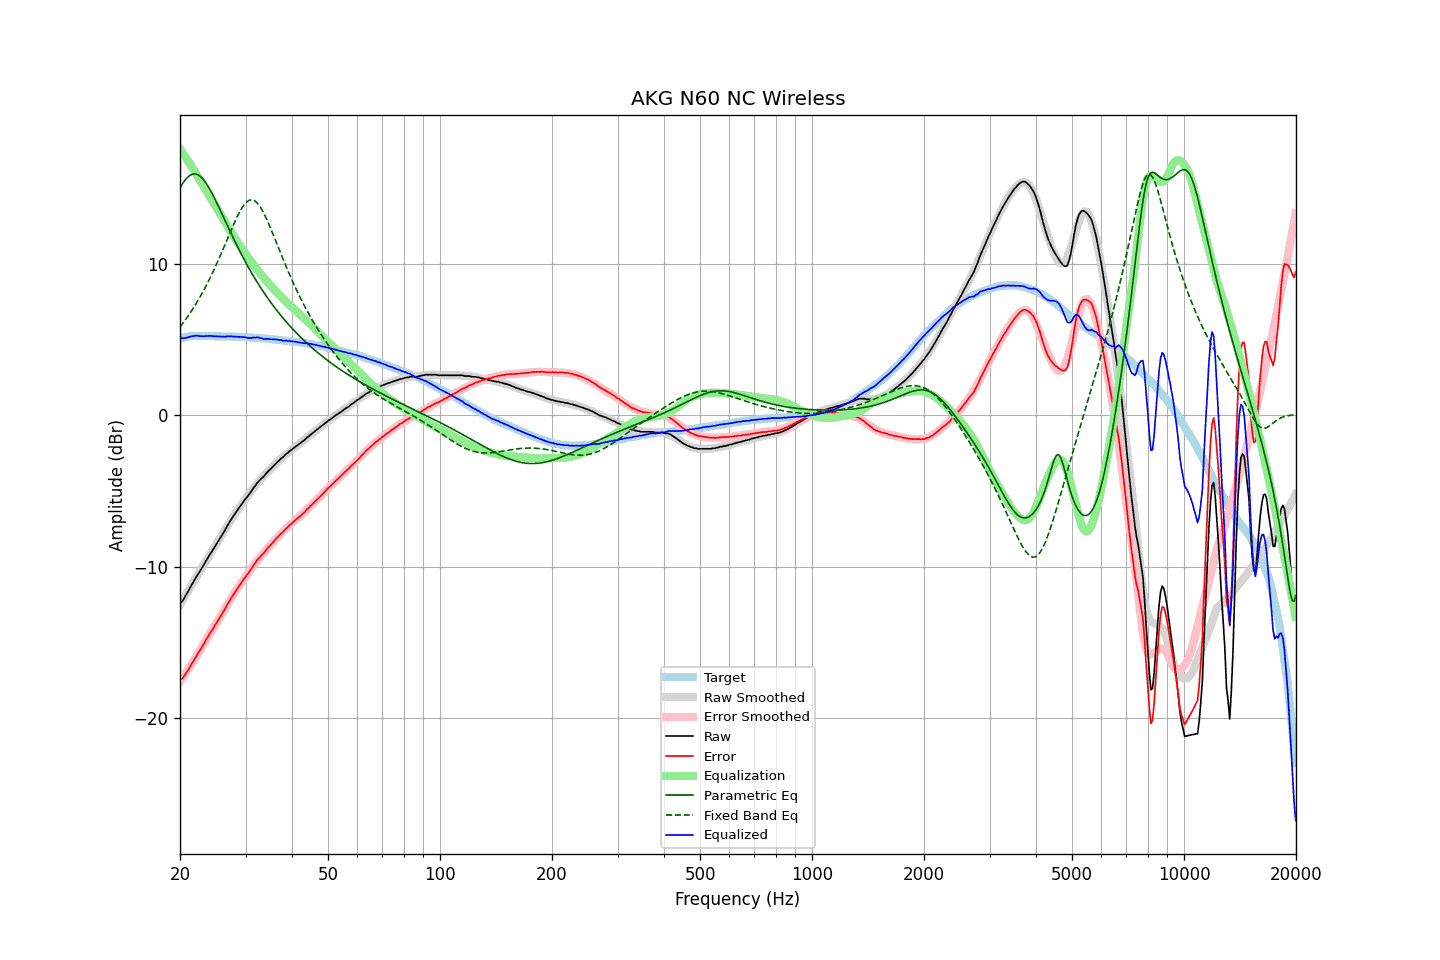 AKG N60 NC Wireless
Amplitude (dBr)
10
0
−10
−20
Target
Raw Smoothed
Error Smoothed
Raw
Error
Equalization
Parametric Eq
Fixed Band Eq
Equalized
20 50 100 200 500 1000 2000 5000 10000 20000
Frequency (Hz)